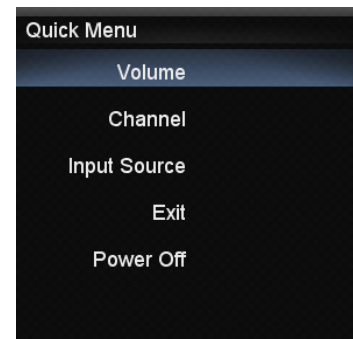 Quick Menu
Volume
Channel
Input Source
Exit
Power Off